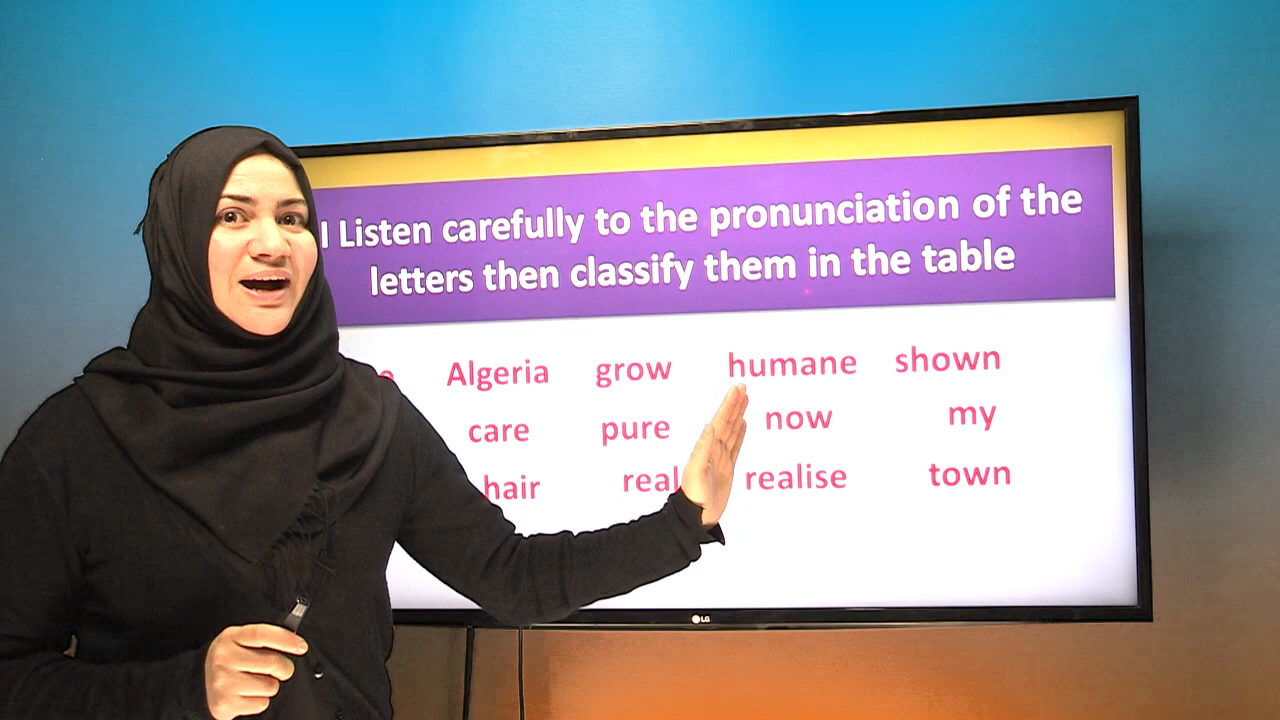 I Listen carefully to the pronunciation of the
letters then classify them in the table
Algeria grow humane shown
care pure now my
hair real realise town
LG